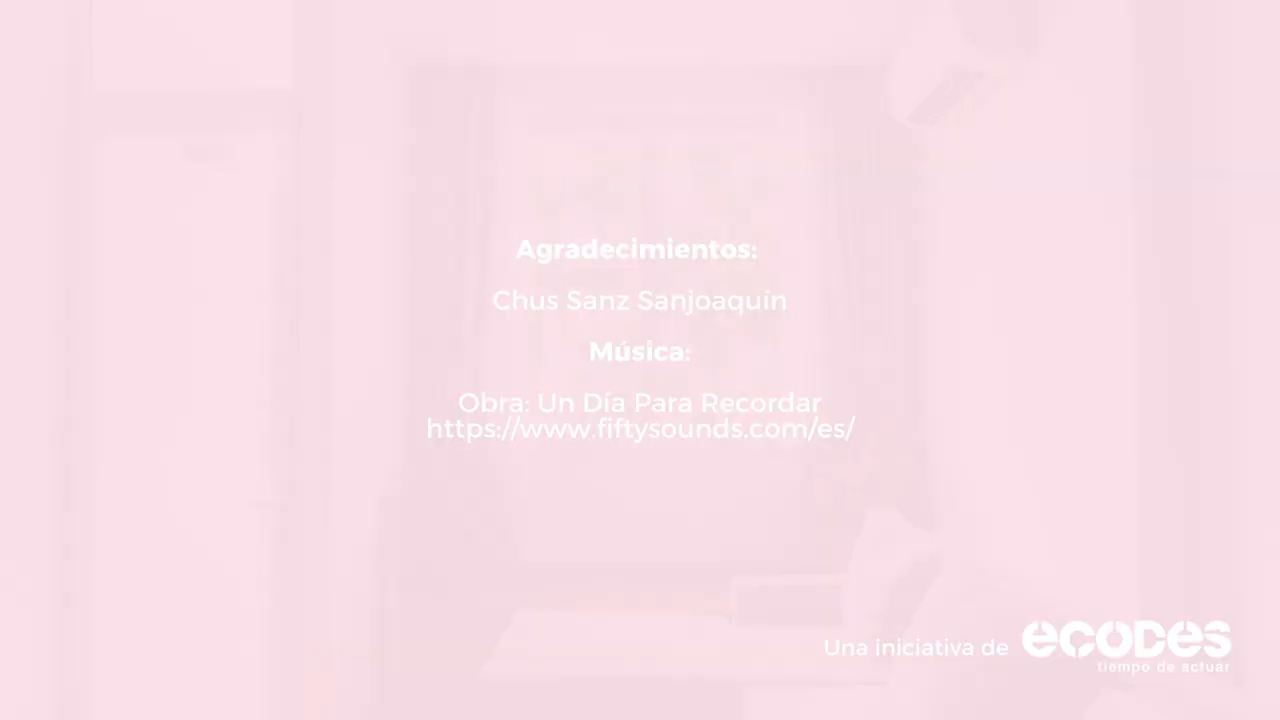 Agradecimientos:
Chus Sanz Sanjoaquin
Música:
Obra: Un Día Para Recordar
https://www.fiftysounds.com/es/
Una iniciativa de ecodes
tiempo de actuar